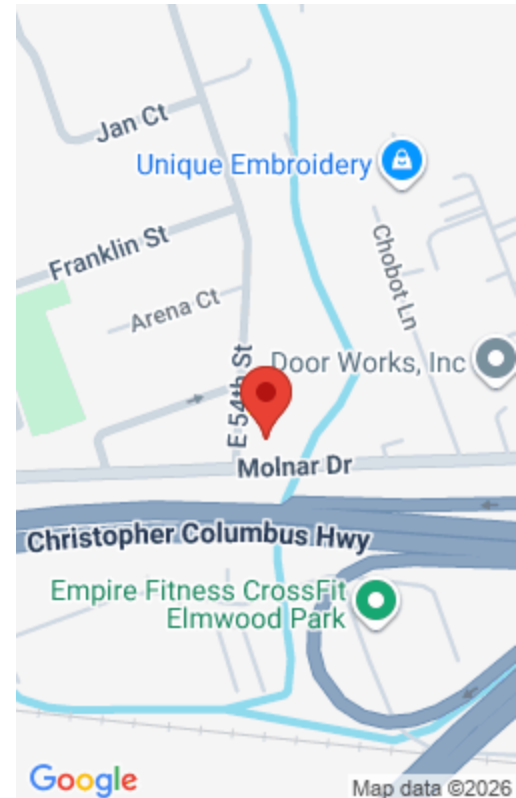 Jan Ct
Unique Embroidery
Franklin St
Chobot Ln
Arena Ct
E 54th St
Door Works, Inc
Molnar Dr
Christopher Columbus Hwy
Empire Fitness CrossFit
Elmwood Park
Google
Map data ©2026